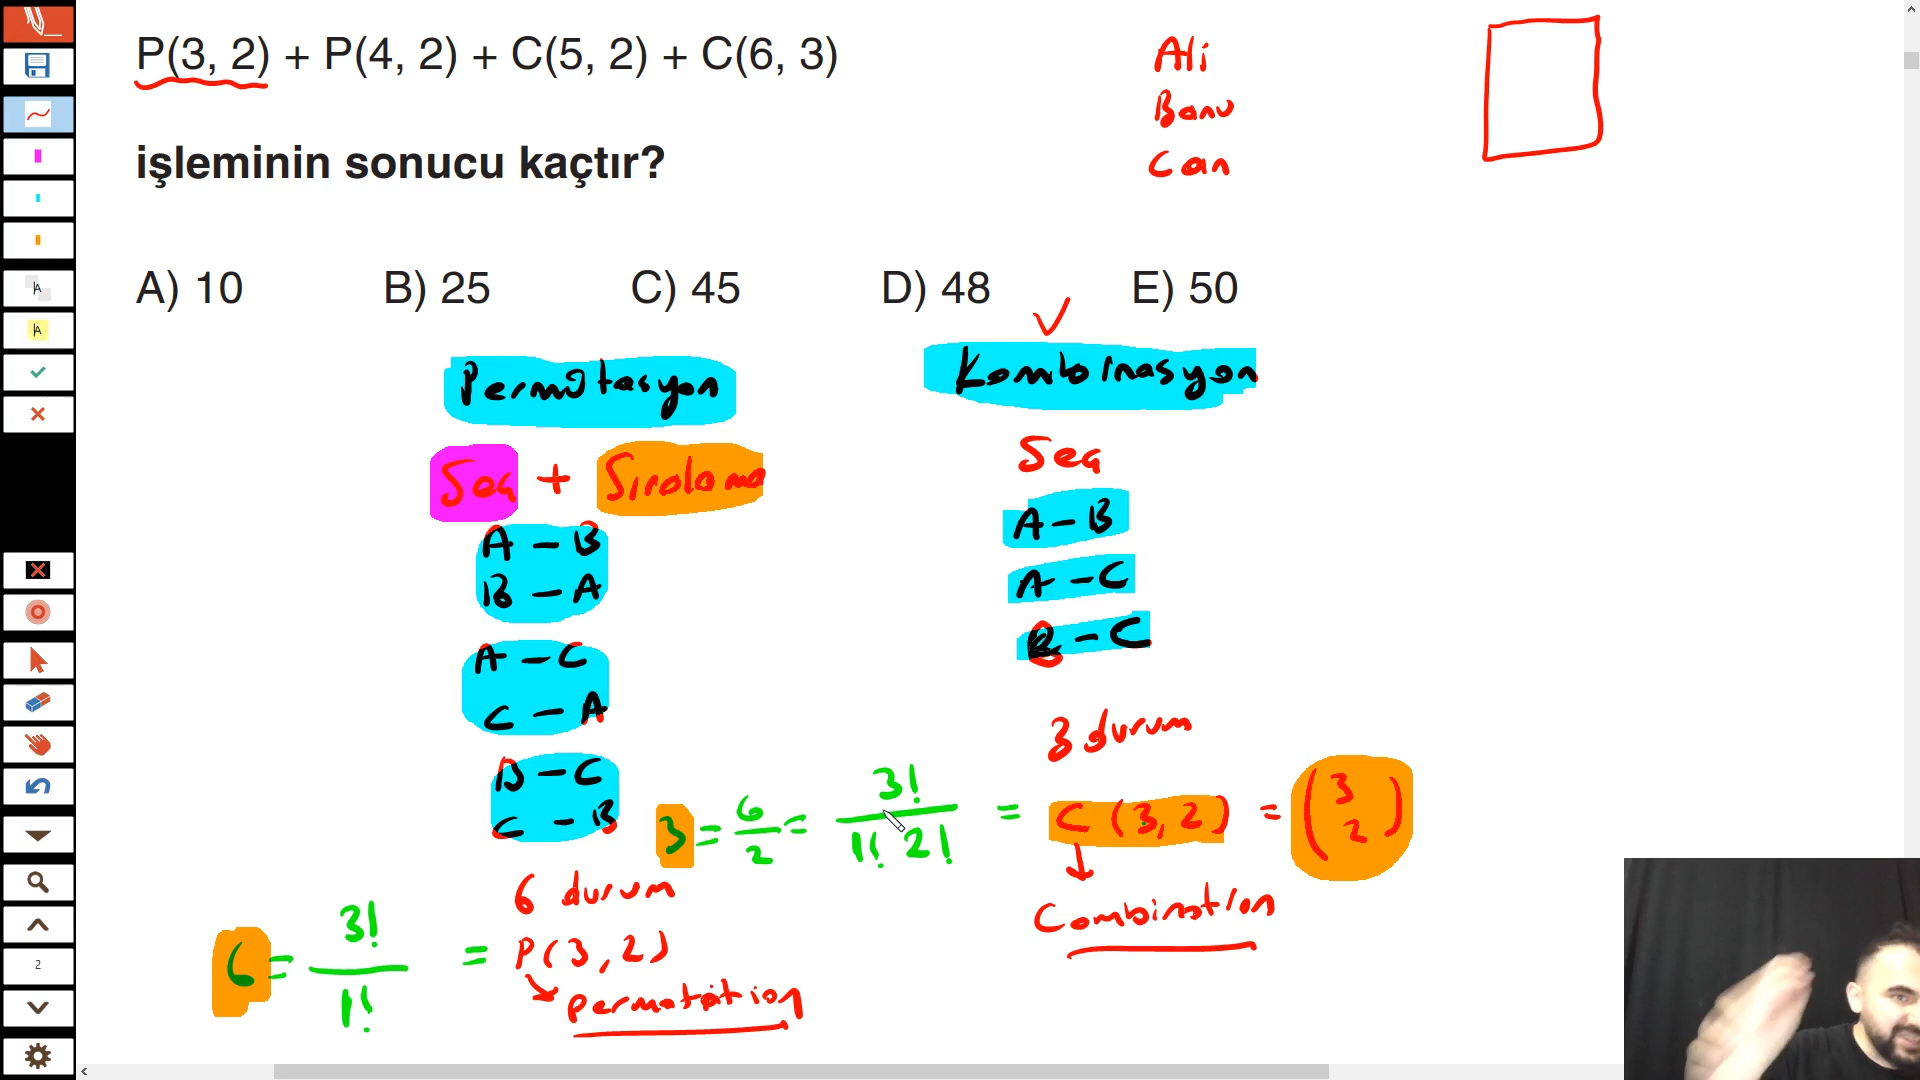 P(3, 2) + P(4, 2) + C(5, 2) + C(6, 3)
işleminin sonucu kaçtır?
A) 10 B) 25 C) 45 D) 48 E) 50
Ali
Banu
Can
Permütasyon
Seç + Sıralama
A – B
B – A
A – C
C – A
B – C
C – B
6 durum
6 = 3! / 1! = P(3, 2)
permutation
Kombinasyon
Seç
A – B
A – C
B – C
3 durum
3 = 6/2 = 3! / 1! 2! = C (3, 2) = (3 2)
Combination
2